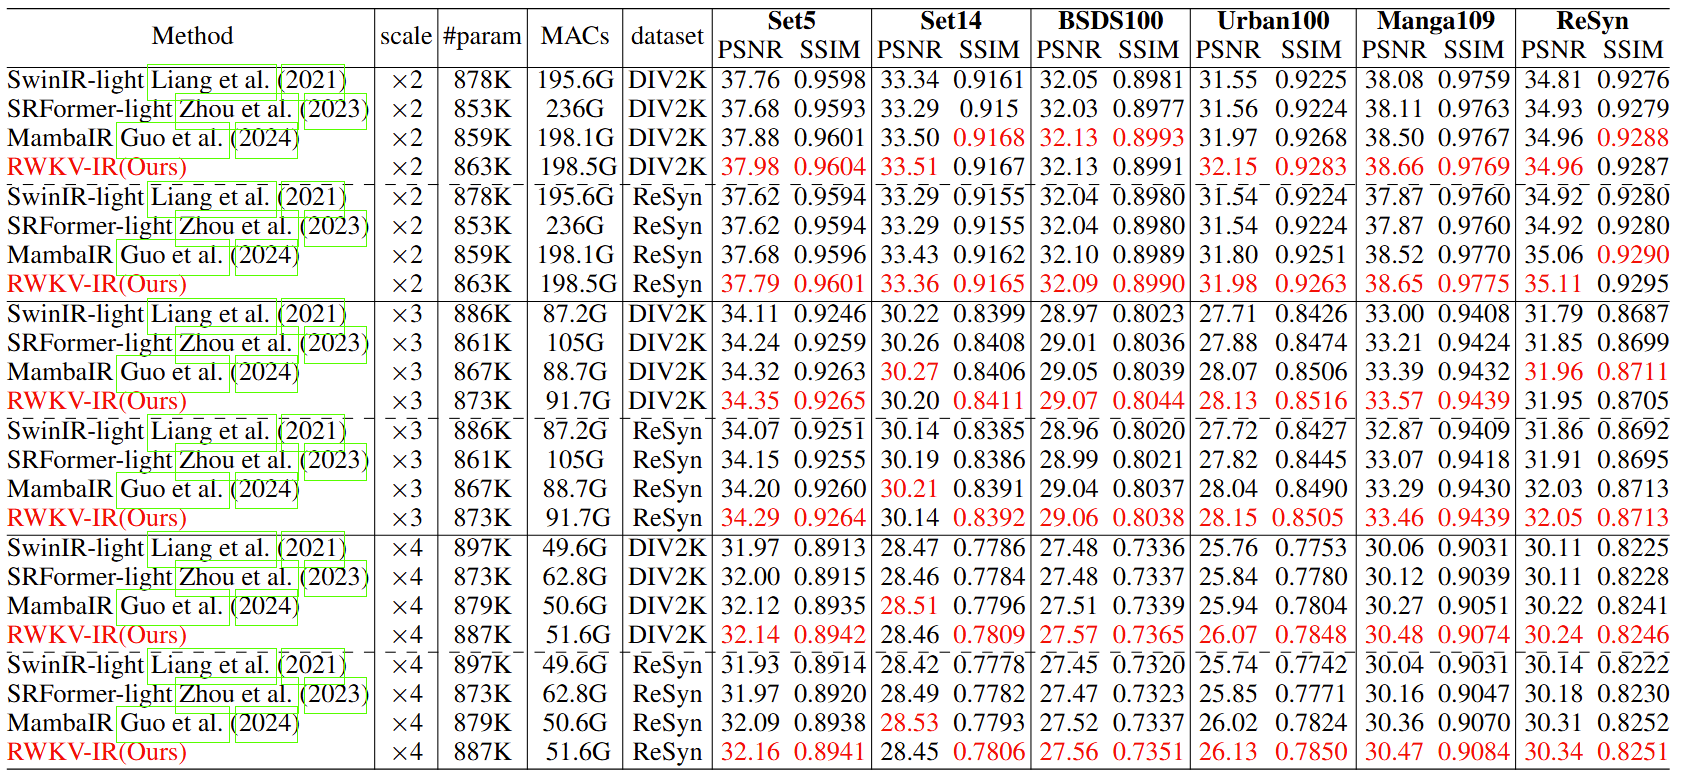 Method scale #param MACs dataset Set5 Set14 BSDS100 Urban100 Manga109 ReSyn
PSNR SSIM PSNR SSIM PSNR SSIM PSNR SSIM PSNR SSIM PSNR SSIM
SwinIR-light Liang et al. (2021) ×2 878K 195.6G DIV2K 37.76 0.9598 33.34 0.9161 32.05 0.8981 31.55 0.9225 38.08 0.9759 34.81 0.9276
SRFormer-light Zhou et al. (2023) ×2 853K 236G DIV2K 37.68 0.9593 33.29 0.915 32.03 0.8977 31.56 0.9224 38.11 0.9763 34.93 0.9279
MambaIR Guo et al. (2024) ×2 859K 198.1G DIV2K 37.88 0.9601 33.50 0.9168 32.13 0.8993 31.97 0.9268 38.50 0.9767 34.96 0.9288
RWKV-IR(Ours) ×2 863K 198.5G DIV2K 37.98 0.9604 33.51 0.9167 32.13 0.8991 32.15 0.9283 38.66 0.9769 34.96 0.9287
SwinIR-light Liang et al. (2021) ×2 878K 195.6G ReSyn 37.62 0.9594 33.29 0.9155 32.04 0.8980 31.54 0.9224 37.87 0.9760 34.92 0.9280
SRFormer-light Zhou et al. (2023) ×2 853K 236G ReSyn 37.62 0.9594 33.29 0.9155 32.04 0.8980 31.54 0.9224 37.87 0.9760 34.92 0.9280
MambaIR Guo et al. (2024) ×2 859K 198.1G ReSyn 37.68 0.9596 33.43 0.9162 32.10 0.8989 31.80 0.9251 38.52 0.9770 35.06 0.9290
RWKV-IR(Ours) ×2 863K 198.5G ReSyn 37.79 0.9601 33.36 0.9165 32.09 0.8990 31.98 0.9263 38.65 0.9775 35.11 0.9295
SwinIR-light Liang et al. (2021) ×3 886K 87.2G DIV2K 34.11 0.9246 30.22 0.8399 28.97 0.8023 27.71 0.8426 33.00 0.9408 31.79 0.8687
SRFormer-light Zhou et al. (2023) ×3 861K 105G DIV2K 34.24 0.9259 30.26 0.8408 29.01 0.8036 27.88 0.8474 33.21 0.9424 31.85 0.8699
MambaIR Guo et al. (2024) ×3 867K 88.7G DIV2K 34.32 0.9263 30.27 0.8406 29.05 0.8039 28.07 0.8506 33.39 0.9432 31.96 0.8711
RWKV-IR(Ours) ×3 873K 91.7G DIV2K 34.35 0.9265 30.20 0.8411 29.07 0.8044 28.13 0.8516 33.57 0.9439 31.95 0.8705
SwinIR-light Liang et al. (2021) ×3 886K 87.2G ReSyn 34.07 0.9251 30.14 0.8385 28.96 0.8020 27.72 0.8427 32.87 0.9409 31.86 0.8692
SRFormer-light Zhou et al. (2023) ×3 861K 105G ReSyn 34.15 0.9255 30.19 0.8386 28.99 0.8021 27.82 0.8445 33.07 0.9418 31.91 0.8695
MambaIR Guo et al. (2024) ×3 867K 88.7G ReSyn 34.20 0.9260 30.21 0.8391 29.04 0.8037 28.04 0.8490 33.29 0.9430 32.03 0.8713
RWKV-IR(Ours) ×3 873K 91.7G ReSyn 34.29 0.9264 30.14 0.8392 29.06 0.8038 28.15 0.8505 33.46 0.9439 32.05 0.8713
SwinIR-light Liang et al. (2021) ×4 897K 49.6G DIV2K 31.97 0.8913 28.47 0.7786 27.48 0.7336 25.76 0.7753 30.06 0.9031 30.11 0.8225
SRFormer-light Zhou et al. (2023) ×4 873K 62.8G DIV2K 32.00 0.8915 28.46 0.7784 27.48 0.7337 25.84 0.7780 30.12 0.9039 30.11 0.8228
MambaIR Guo et al. (2024) ×4 879K 50.6G DIV2K 32.12 0.8935 28.51 0.7796 27.51 0.7339 25.94 0.7804 30.27 0.9051 30.22 0.8241
RWKV-IR(Ours) ×4 887K 51.6G DIV2K 32.14 0.8942 28.46 0.7809 27.57 0.7365 26.07 0.7848 30.48 0.9074 30.24 0.8246
SwinIR-light Liang et al. (2021) ×4 897K 49.6G ReSyn 31.93 0.8914 28.42 0.7778 27.45 0.7320 25.74 0.7742 30.04 0.9031 30.14 0.8222
SRFormer-light Zhou et al. (2023) ×4 873K 62.8G ReSyn 31.97 0.8920 28.49 0.7782 27.47 0.7323 25.85 0.7771 30.16 0.9047 30.18 0.8230
MambaIR Guo et al. (2024) ×4 879K 50.6G ReSyn 32.09 0.8938 28.53 0.7793 27.52 0.7337 26.02 0.7824 30.36 0.9070 30.31 0.8252
RWKV-IR(Ours) ×4 887K 51.6G ReSyn 32.16 0.8941 28.45 0.7806 27.56 0.7351 26.13 0.7850 30.47 0.9084 30.34 0.8251